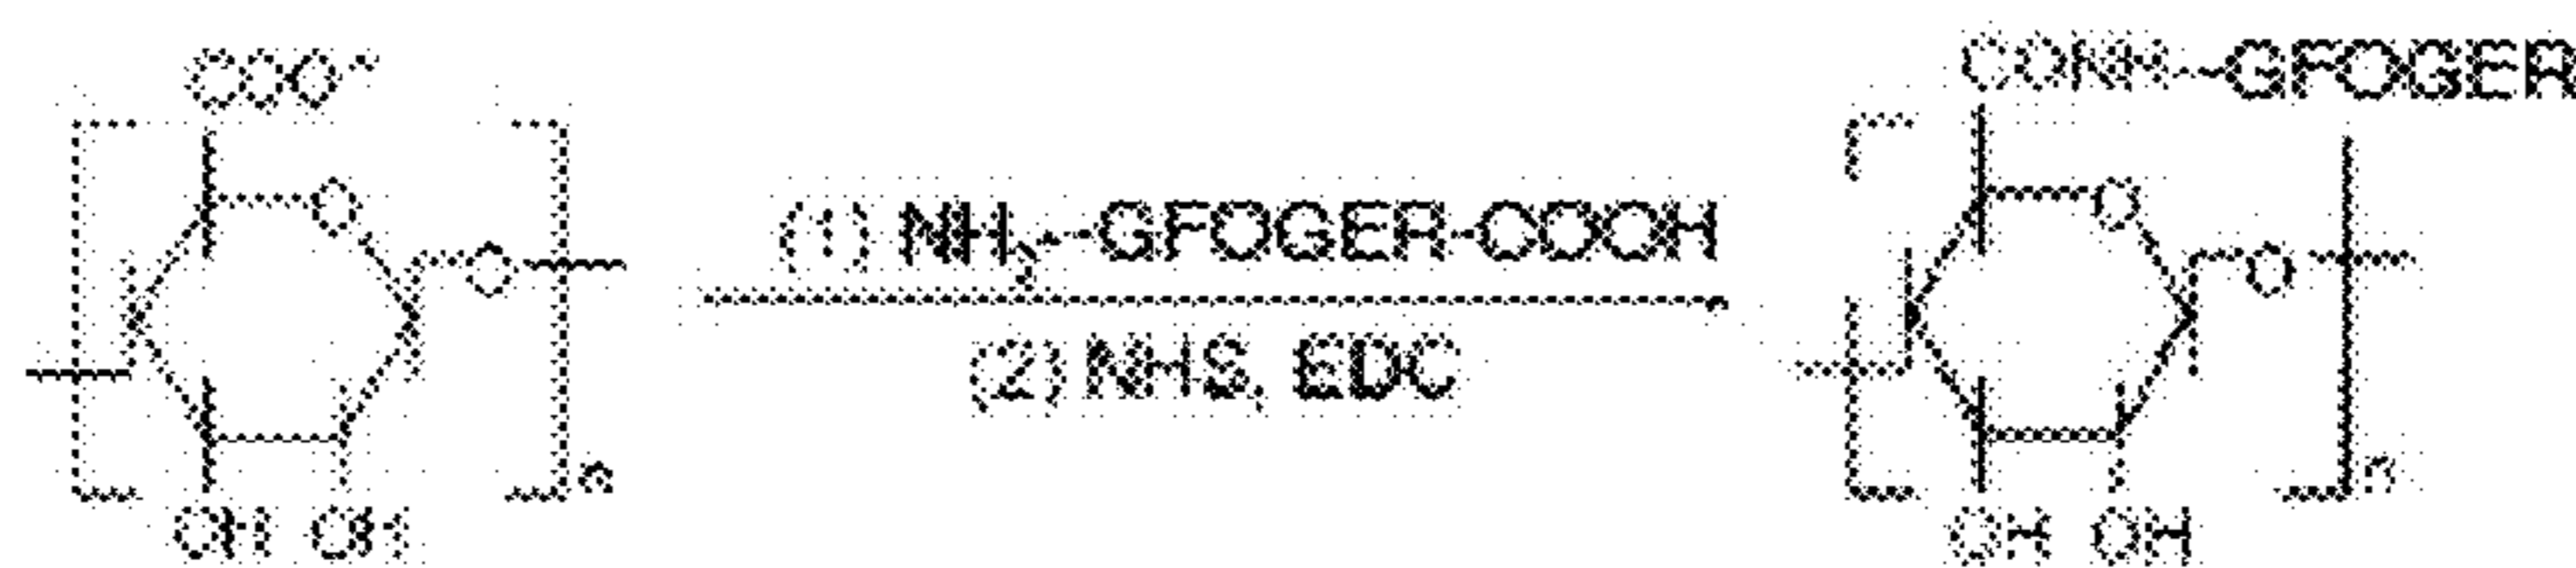 COO⁻
CONH-GFOGER
O
O
(1) NH₂-GFOGER-COOH
O
O
(2) NHS, EDC
n
n
OH OH
OH OH